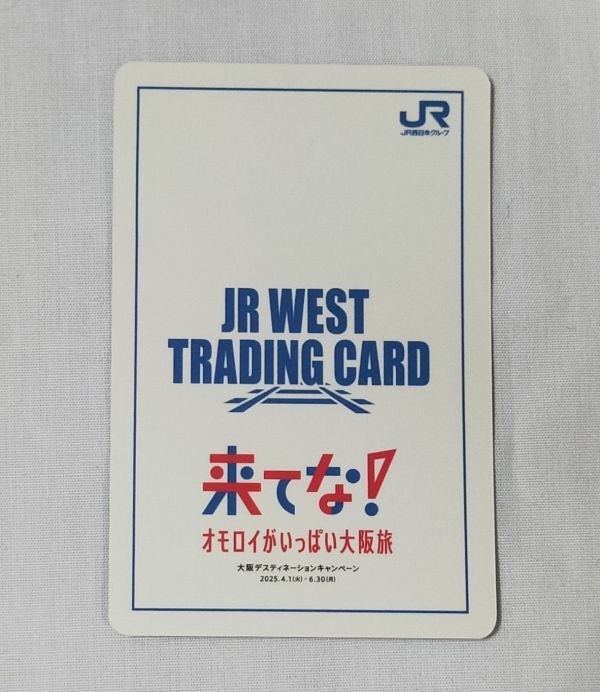 JR
JR西日本グループ
JR WEST
TRADING CARD
来てな!
オモロイがいっぱい大阪旅
大阪デスティネーションキャンペーン
2025.4.1(火)-6.30(月)